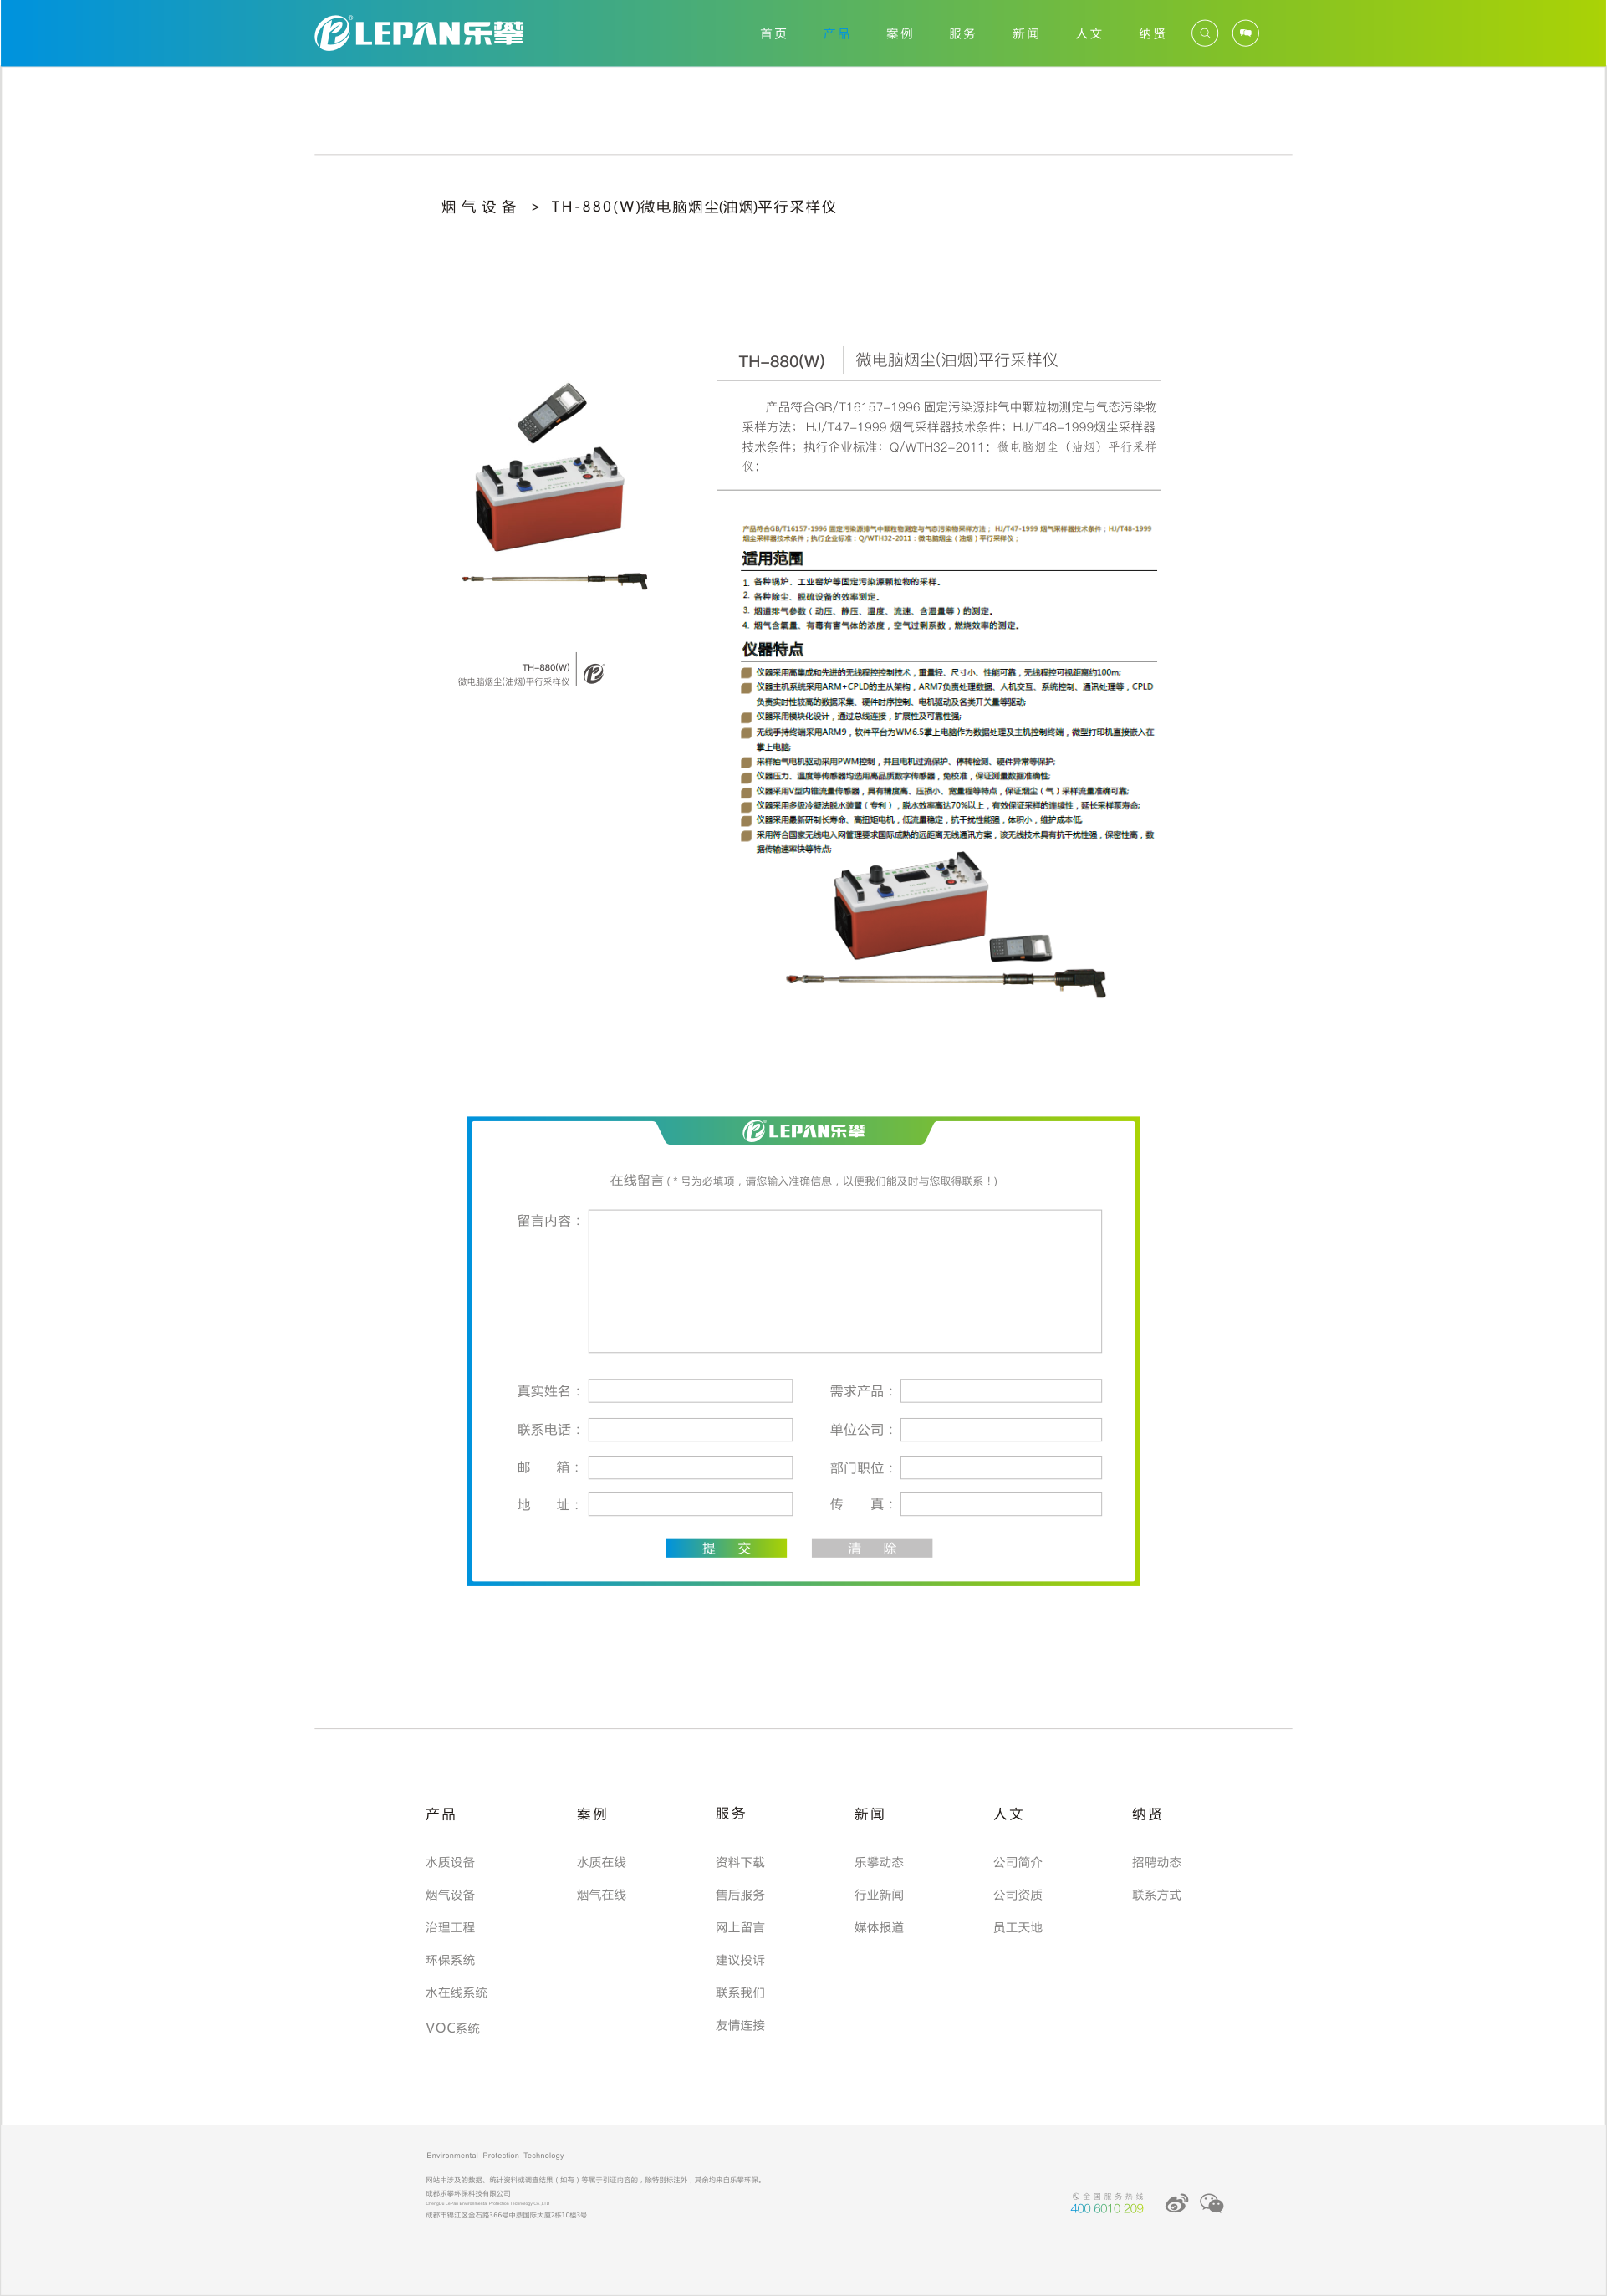 LEPAN乐攀
首页 产品 案例 服务 新闻 人文 纳贤
烟气设备 > TH-880(W)微电脑烟尘(油烟)平行采样仪
TH-880(W) 微电脑烟尘(油烟)平行采样仪
产品符合GB/T16157-1996 固定污染源排气中颗粒物测定与气态污染物
采样方法； HJ/T47-1999 烟气采样器技术条件；HJ/T48-1999烟尘采样器
技术条件；执行企业标准：Q/WTH32-2011：微电脑烟尘（油烟）平行采样
仪；
产品符合GB/T16157-1996 固定污染源排气中颗粒物测定与气态污染物采样方法； HJ/T47-1999 烟气采样器技术条件；HJ/T48-1999
烟尘采样器技术条件；执行企业标准：Q/WTH32-2011：微电脑烟尘（油烟）平行采样仪；
适用范围
1. 各种锅炉、工业窑炉等固定污染源颗粒物的采样。
2. 各种除尘、脱硫设备的效率测定。
3. 烟道排气参数（动压、静压、温度、流速、含湿量等）的测定。
4. 烟气含氧量、有毒有害气体的浓度，空气过剩系数，燃烧效率的测定。
仪器特点
仪器采用高集成和先进的无线程控控制技术，重量轻、尺寸小、性能可靠，无线程控可视距离约100m;
仪器主机系统采用ARM+CPLD的主从架构，ARM7负责处理数据、人机交互、系统控制、通讯处理等；CPLD
负责实时性较高的数据采集、硬件时序控制、电机驱动及各类开关量等驱动;
仪器采用模块化设计，通过总线连接，扩展性及可靠性强;
无线手持终端采用ARM9，软件平台为WM6.5掌上电脑作为数据处理及主机控制终端，微型打印机直接嵌入在
掌上电脑;
采样抽气电机驱动采用PWM控制，并且电机过流保护、停转检测、硬件异常等保护;
仪器压力、温度等传感器均选用高品质数字传感器，免校准，保证测量数据准确性;
仪器采用V型内锥流量传感器，具有精度高、压损小、宽量程等特点，保证烟尘（气）采样流量准确可靠;
仪器采用多级冷凝法脱水装置（专利），脱水效率高达70%以上，有效保证采样的连续性，延长采样泵寿命;
仪器采用最新研制长寿命、高扭矩电机，低流量稳定，抗干扰性能强，体积小，维护成本低;
采用符合国家无线电入网管理要求国际成熟的远距离无线通讯方案，该无线技术具有抗干扰性强，保密性高，数
据传输速率快等特点;
TH-880(W)
微电脑烟尘(油烟)平行采样仪
LEPAN乐攀
在线留言 ( * 号为必填项，请您输入准确信息，以便我们能及时与您取得联系！)
留言内容：
真实姓名： 需求产品：
联系电话： 单位公司：
邮 箱： 部门职位：
地 址： 传 真：
提 交 清 除
产品 案例 服务 新闻 人文 纳贤
水质设备 水质在线 资料下载 乐攀动态 公司简介 招聘动态
烟气设备 烟气在线 售后服务 行业新闻 公司资质 联系方式
治理工程 网上留言 媒体报道 员工天地
环保系统 建议投诉
水在线系统 联系我们
VOC系统 友情连接
Environmental Protection Technology
网站中涉及的数据、统计资料或调查结果（如有）等属于引证内容的，除特别标注外，其余均来自乐攀环保。
成都乐攀环保科技有限公司
ChengDu LePan Environmental Protection Technology Co.,LTD
成都市锦江区金石路366号中鼎国际大厦2栋10楼3号
全国服务热线
400 6010 209